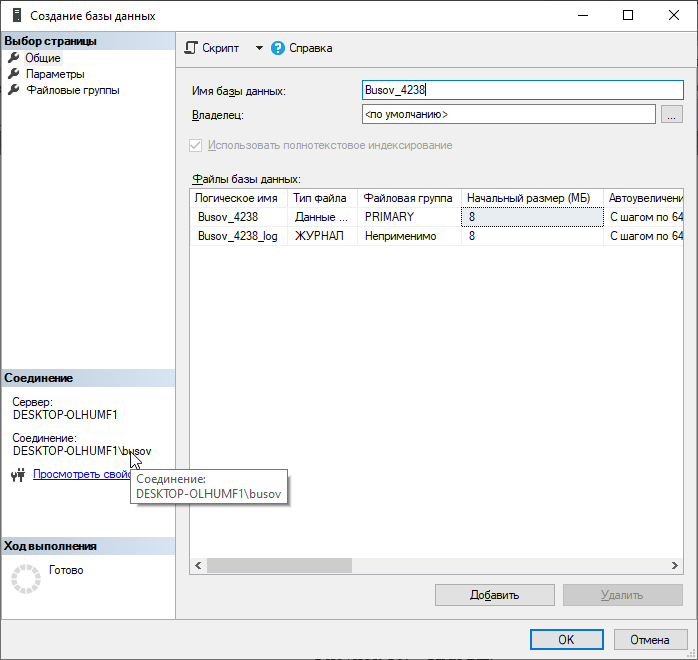 Создание базы данных
Выбор страницы
Общие
Параметры
Файловые группы
Скрипт
Справка
Имя базы данных:
Busov_4238
Владелец:
<по умолчанию>
...
Использовать полнотекстовое индексирование
Файлы базы данных:
Логическое имя Тип файла Файловая группа Начальный размер (МБ) Автоувеличени
Busov_4238 Данные ... PRIMARY 8 С шагом по 64
Busov_4238_log ЖУРНАЛ Неприменимо 8 С шагом по 64
Соединение
Сервер:
DESKTOP-OLHUMF1
Соединение:
DESKTOP-OLHUMF1\busov
Просмотреть свой
Соединение:
DESKTOP-OLHUMF1\busov
Ход выполнения
Готово
Добавить
Удалить
OK
Отмена